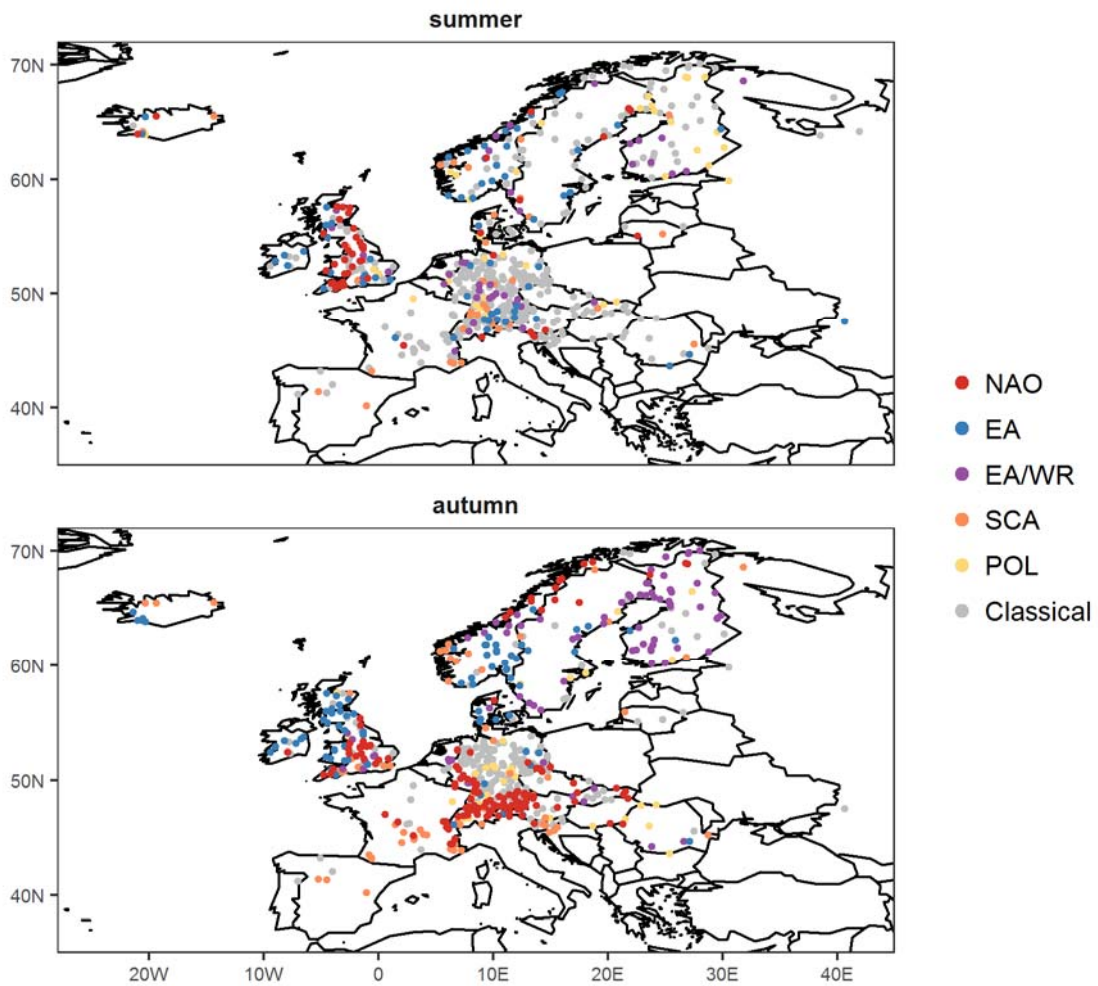 summer
70N
60N
50N
40N
NAO
EA
EA/WR
SCA
POL
Classical
autumn
70N
60N
50N
40N
20W 10W 0 10E 20E 30E 40E